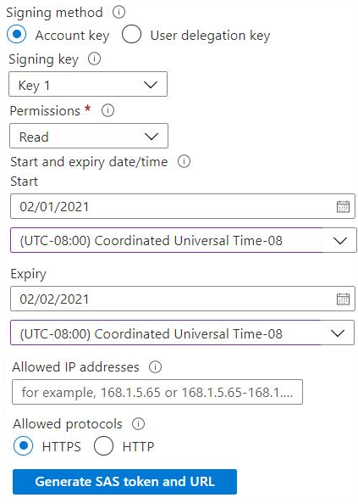 Signing method
Account key User delegation key
Signing key
Key 1
Permissions *
Read
Start and expiry date/time
Start
02/01/2021
(UTC-08:00) Coordinated Universal Time-08
Expiry
02/02/2021
(UTC-08:00) Coordinated Universal Time-08
Allowed IP addresses
for example, 168.1.5.65 or 168.1.5.65-168.1....
Allowed protocols
HTTPS HTTP
Generate SAS token and URL